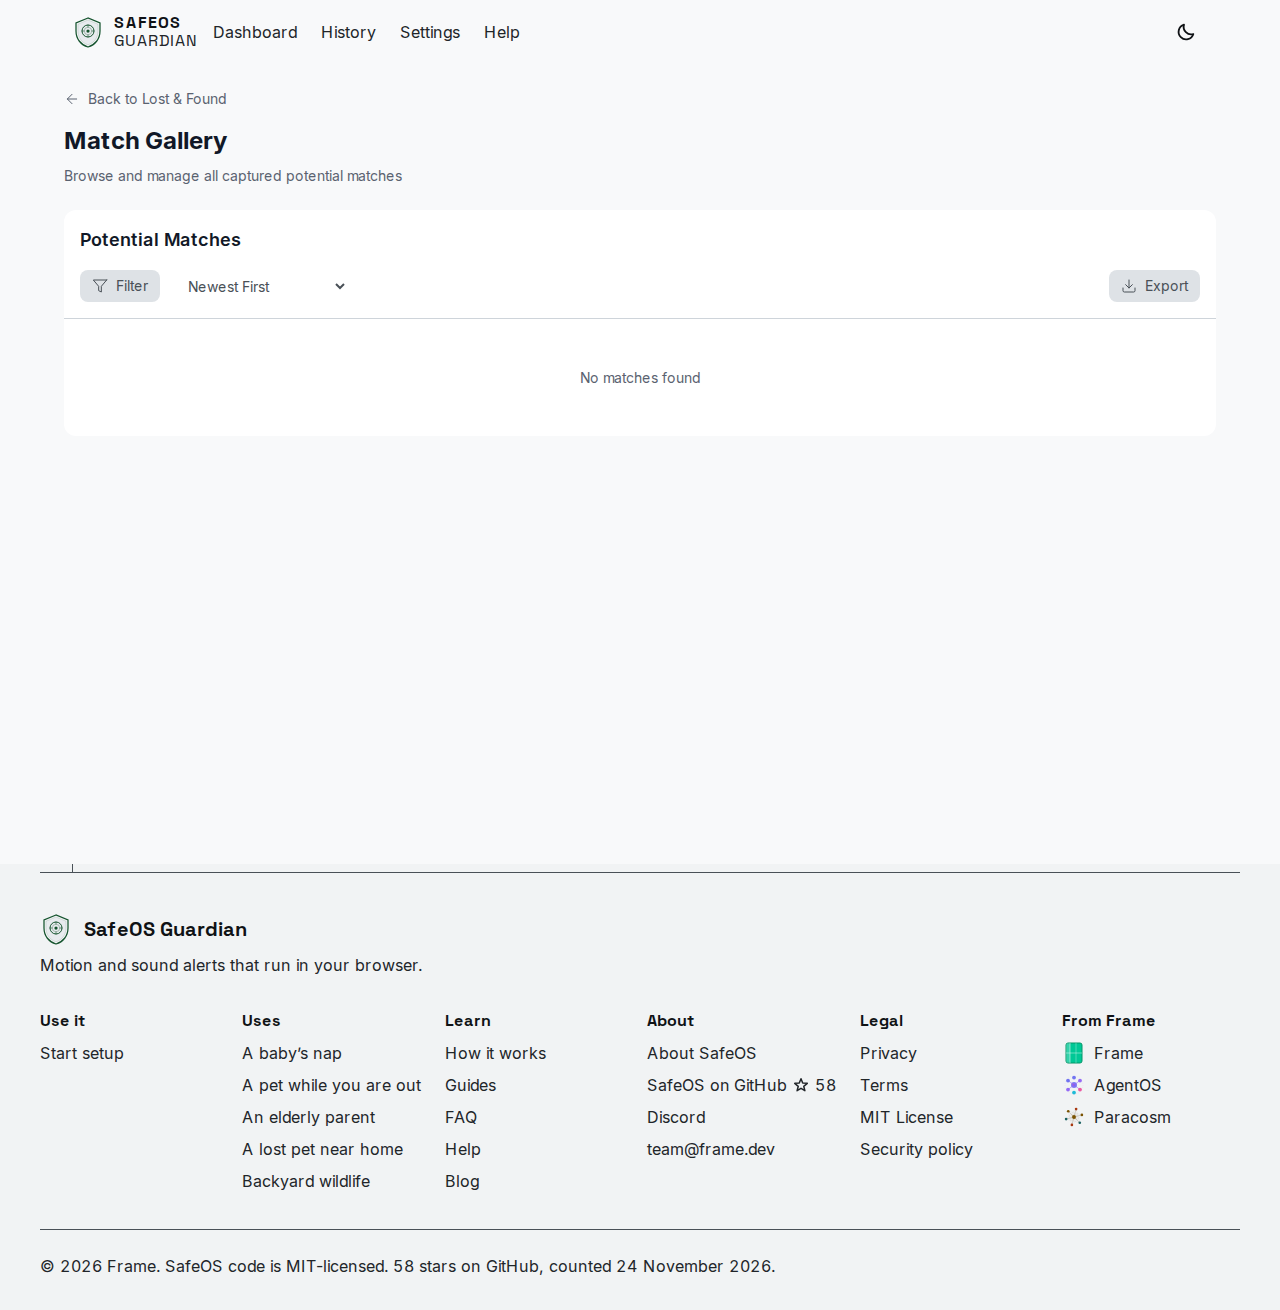 SAFEOS
GUARDIAN
Dashboard
History
Settings
Help
Back to Lost & Found
Match Gallery
Browse and manage all captured potential matches
Potential Matches
Filter
Newest First
Export
No matches found
SafeOS Guardian
Motion and sound alerts that run in your browser.
Use it
Start setup
Uses
A baby’s nap
A pet while you are out
An elderly parent
A lost pet near home
Backyard wildlife
Learn
How it works
Guides
FAQ
Help
Blog
About
About SafeOS
SafeOS on GitHub ☆ 58
Discord
team@frame.dev
Legal
Privacy
Terms
MIT License
Security policy
From Frame
Frame
AgentOS
Paracosm
© 2026 Frame. SafeOS code is MIT-licensed. 58 stars on GitHub, counted 24 November 2026.